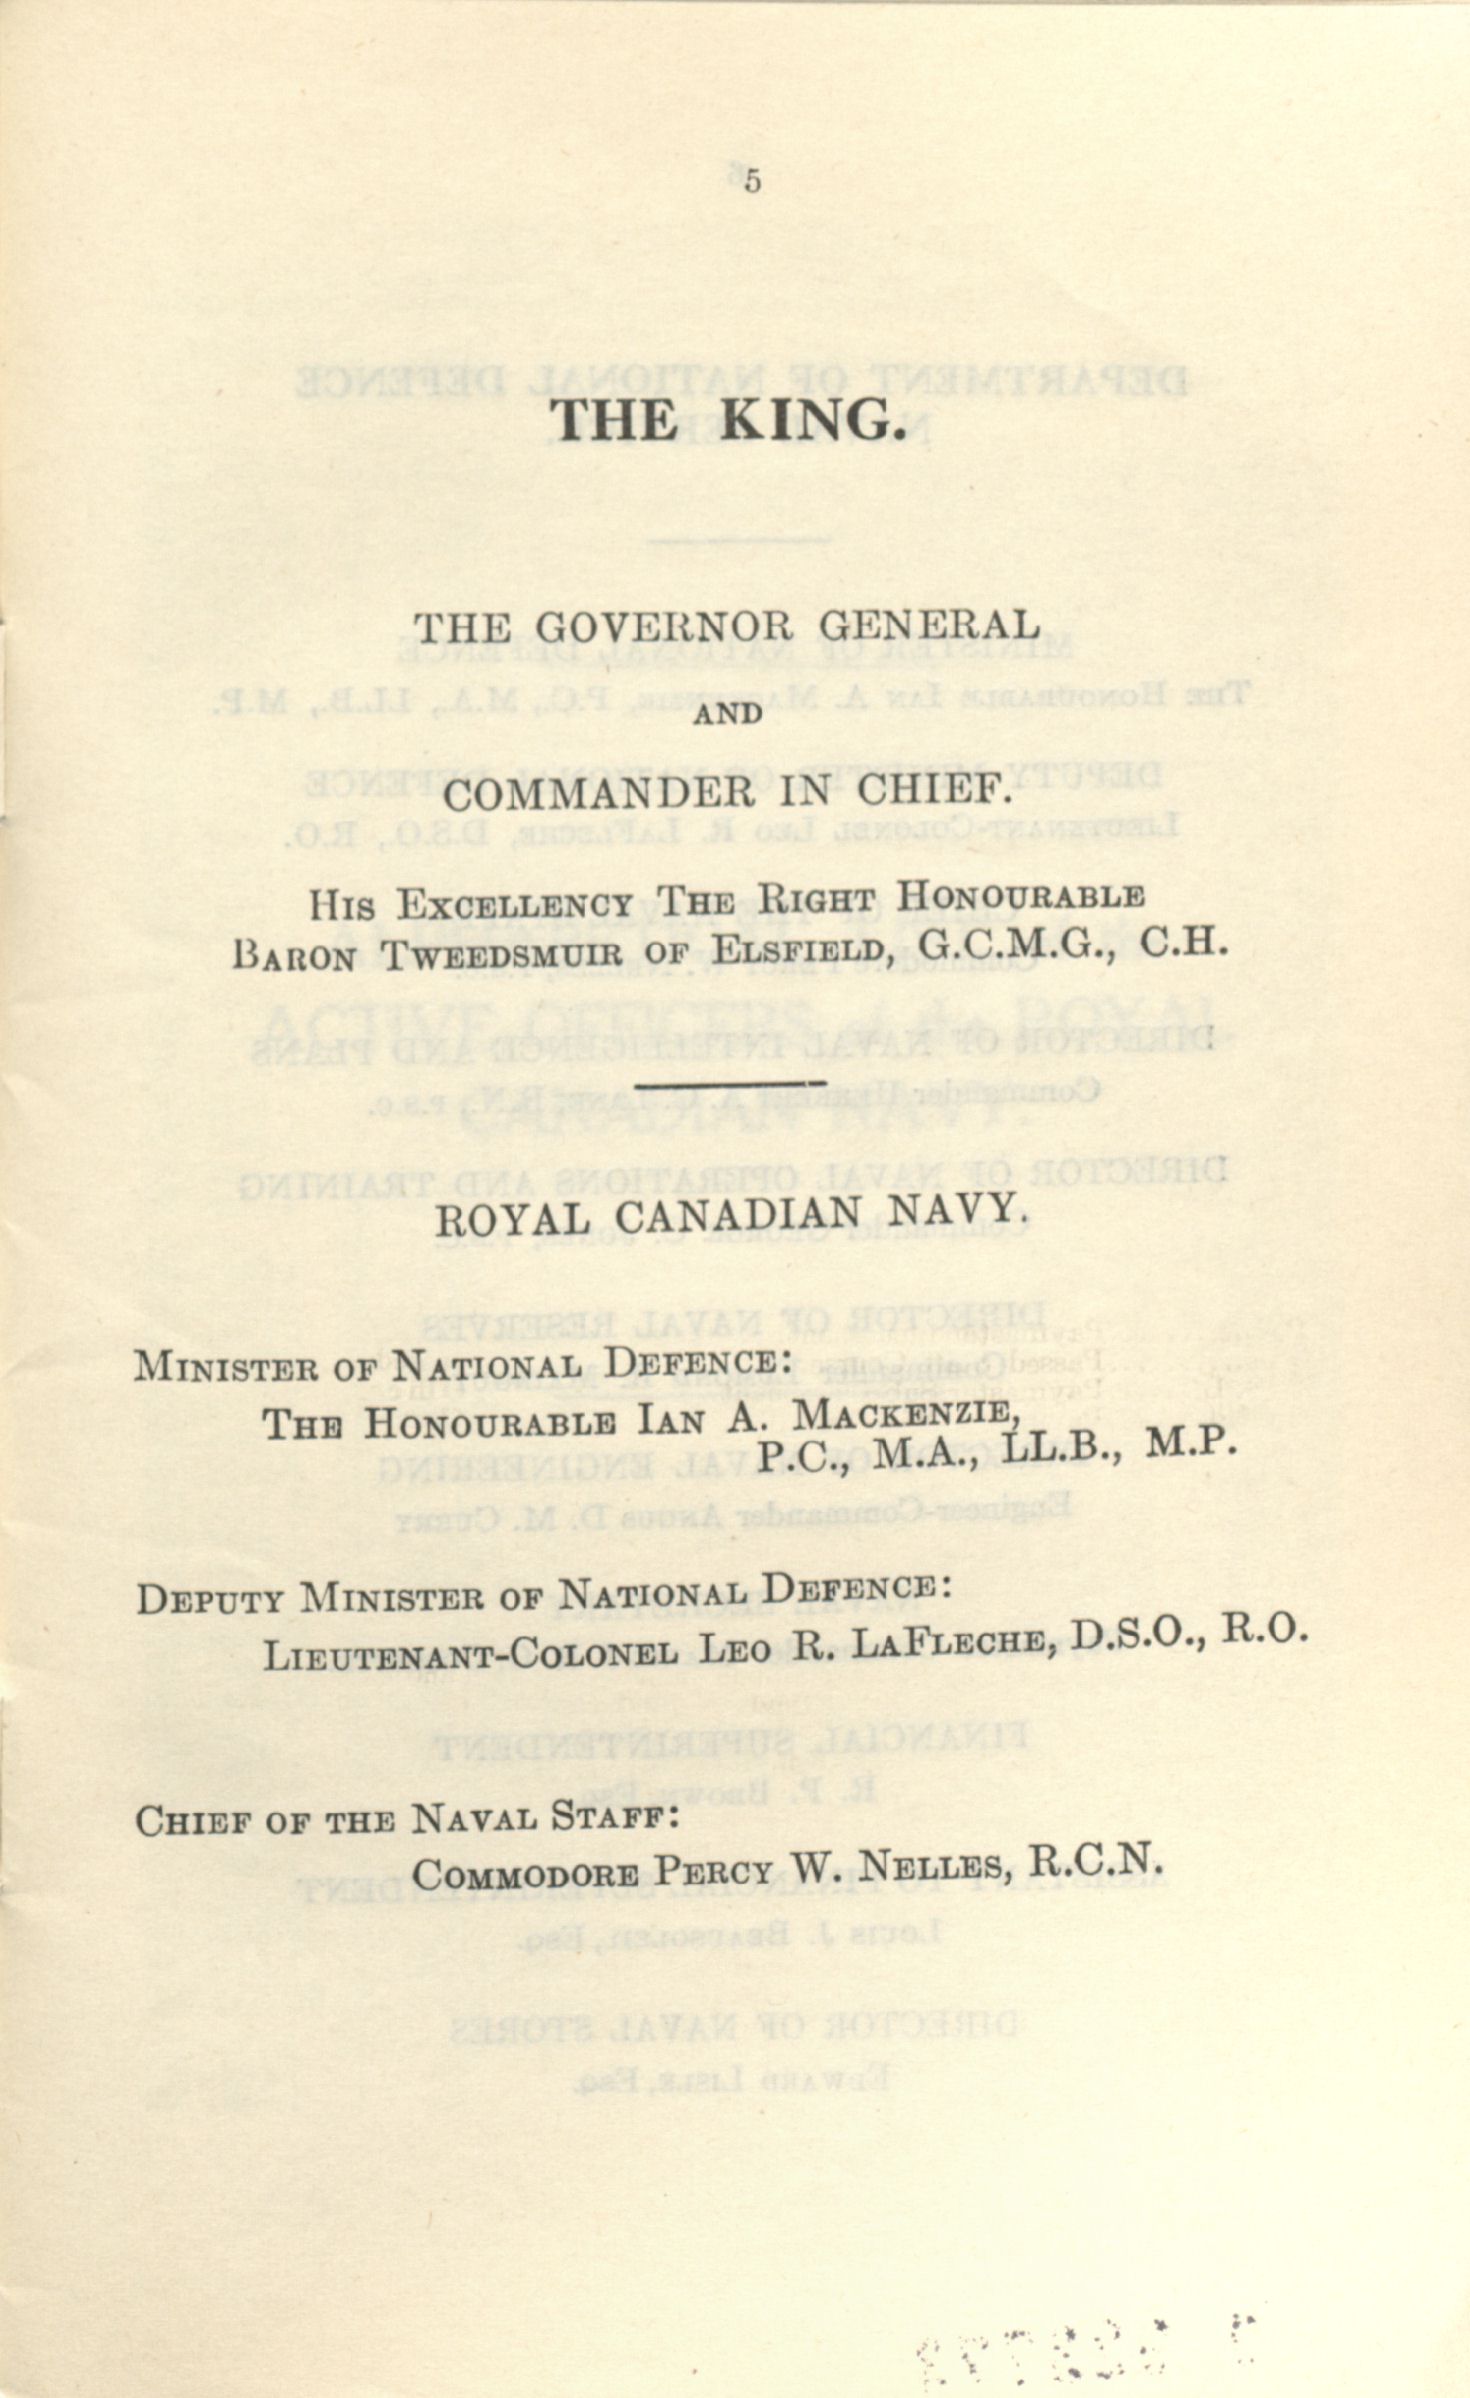 5
THE KING.
THE GOVERNOR GENERAL
AND
COMMANDER IN CHIEF.
His Excellency The Right Honourable
Baron Tweedsmuir of Elsfield, G.C.M.G., C.H.
ROYAL CANADIAN NAVY.
Minister of National Defence:
The Honourable Ian A. Mackenzie,
P.C., M.A., LL.B., M.P.
Deputy Minister of National Defence:
Lieutenant-Colonel Leo R. LaFleche, D.S.O., R.O.
Chief of the Naval Staff:
Commodore Percy W. Nelles, R.C.N.